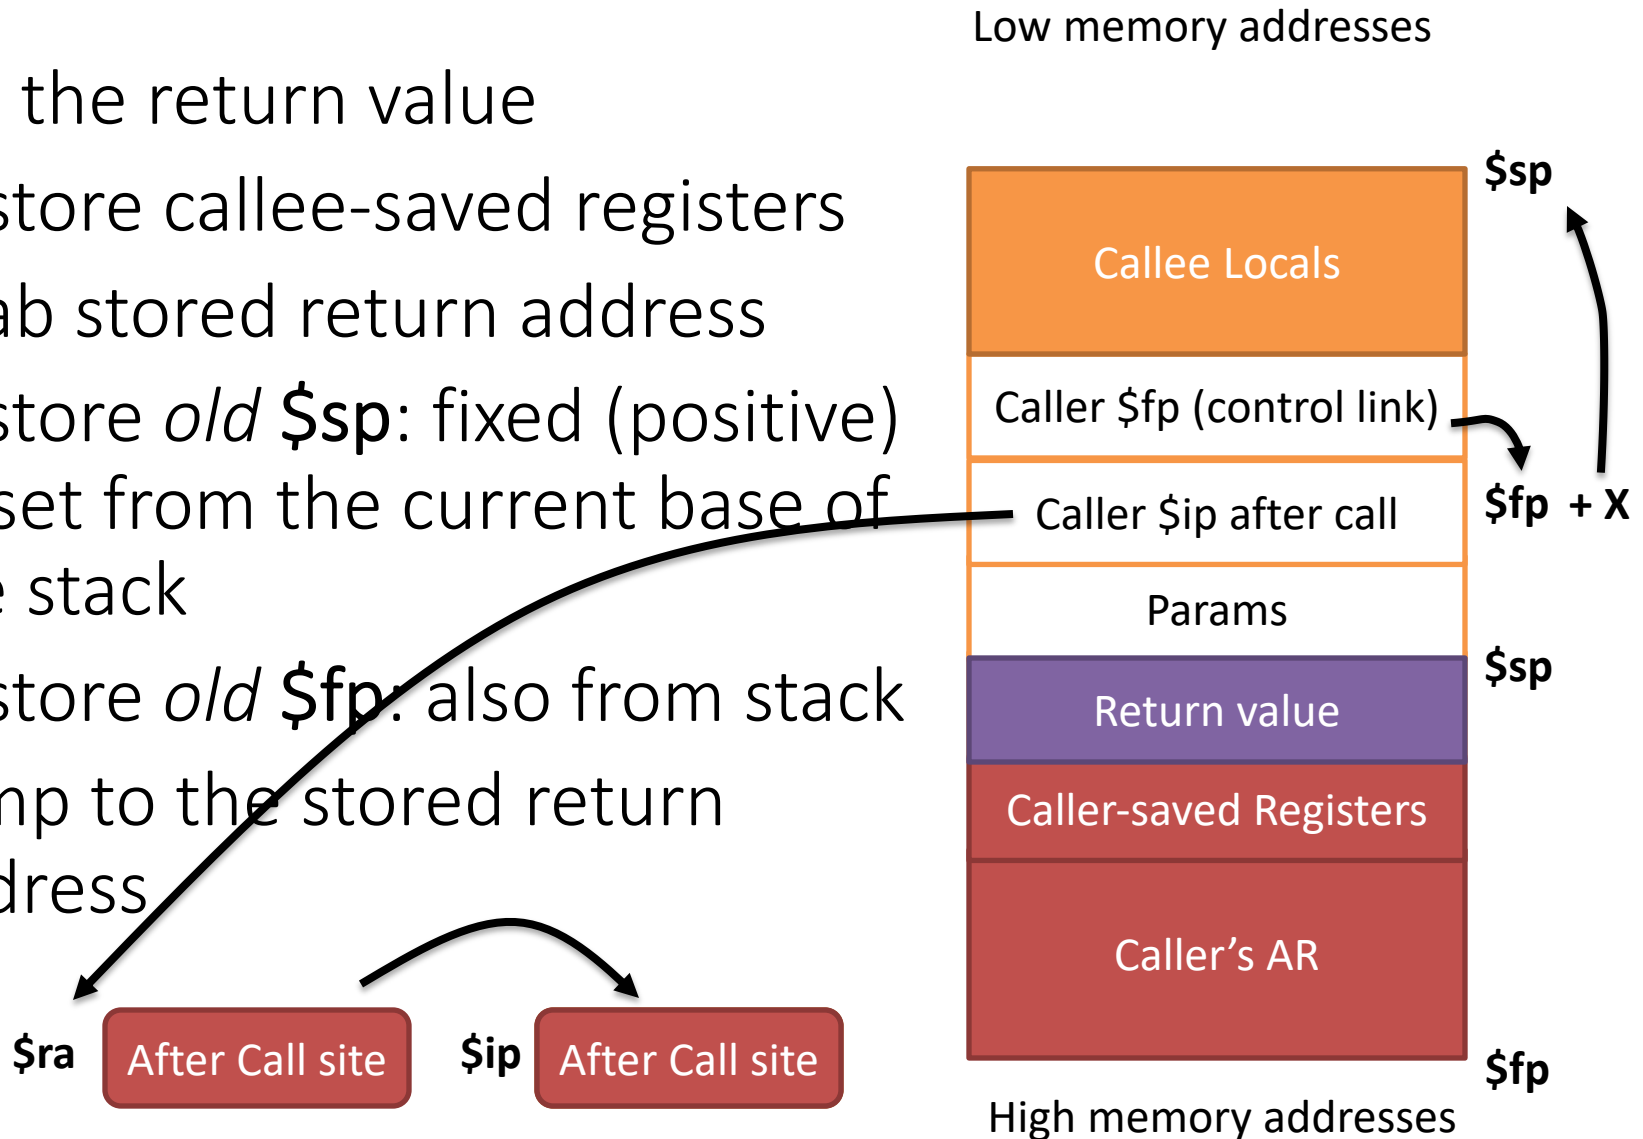 the return value
store callee-saved registers
ab stored return address
store old $sp: fixed (positive)
set from the current base of
e stack
store old $fp: also from stack
mp to the stored return
dress
$ra
After Call site
$ip
After Call site
Low memory addresses
$sp
Callee Locals
Caller $fp (control link)
Caller $ip after call
$fp + X
Params
$sp
Return value
Caller-saved Registers
Caller’s AR
$fp
High memory addresses